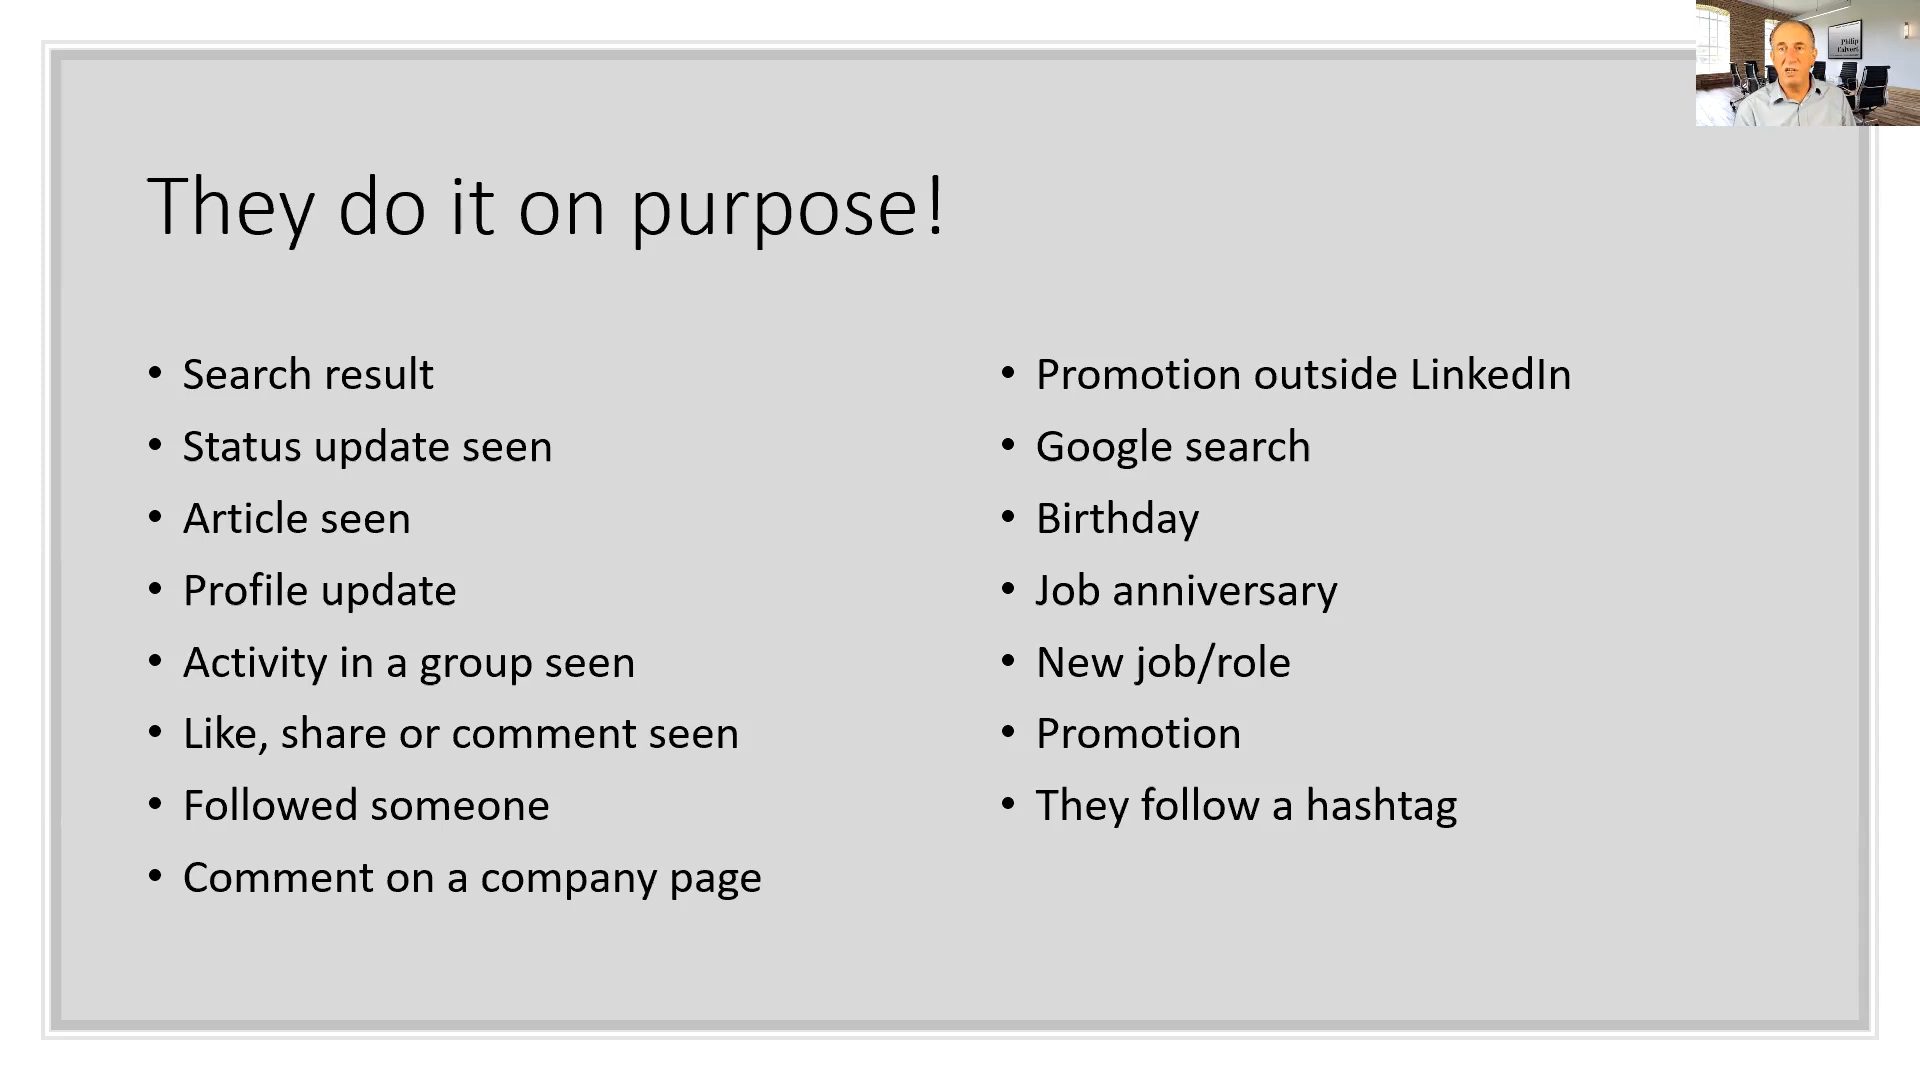 They do it on purpose!
• Search result
• Status update seen
• Article seen
• Profile update
• Activity in a group seen
• Like, share or comment seen
• Followed someone
• Comment on a company page
• Promotion outside LinkedIn
• Google search
• Birthday
• Job anniversary
• New job/role
• Promotion
• They follow a hashtag
Philip
Calvert